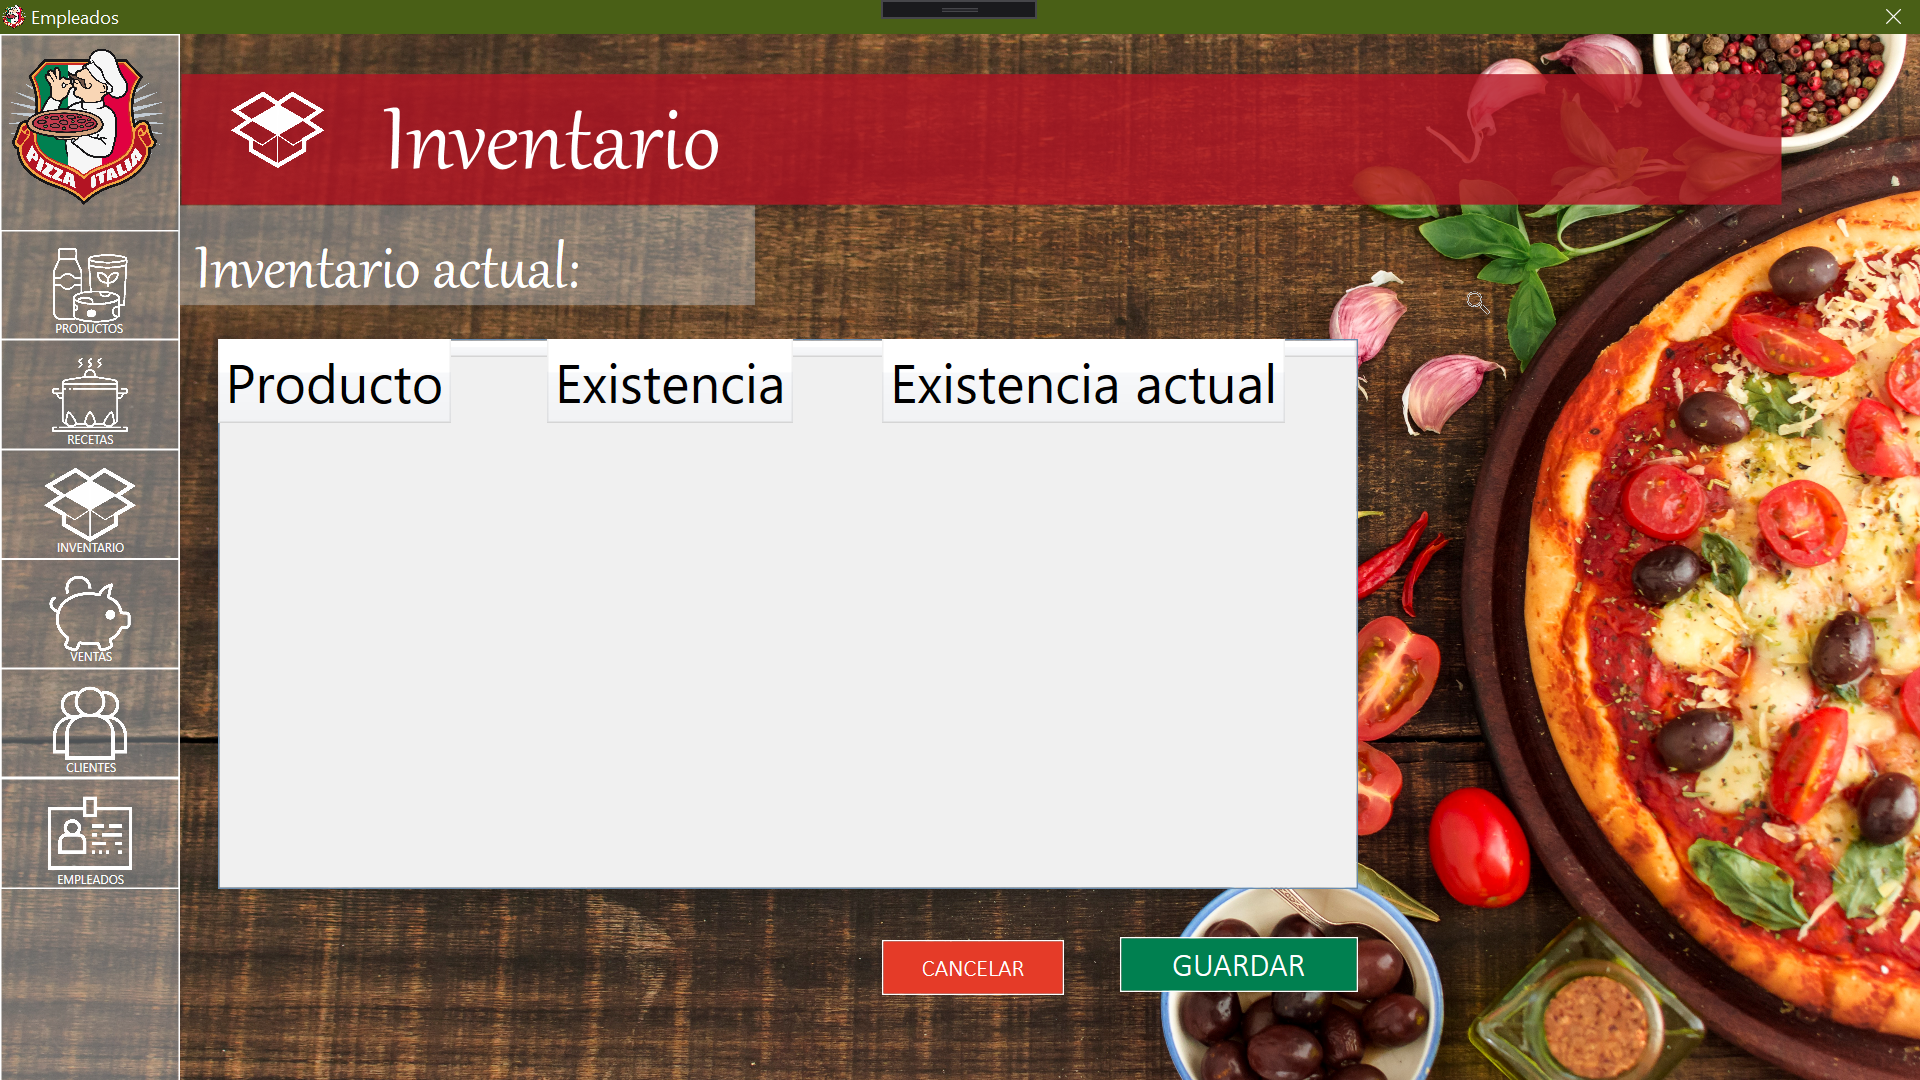 Empleados
PIZZA ITALIA
Inventario
Inventario actual:
PRODUCTOS
RECETAS
INVENTARIO
VENTAS
CLIENTES
EMPLEADOS
Producto Existencia Existencia actual
CANCELAR GUARDAR